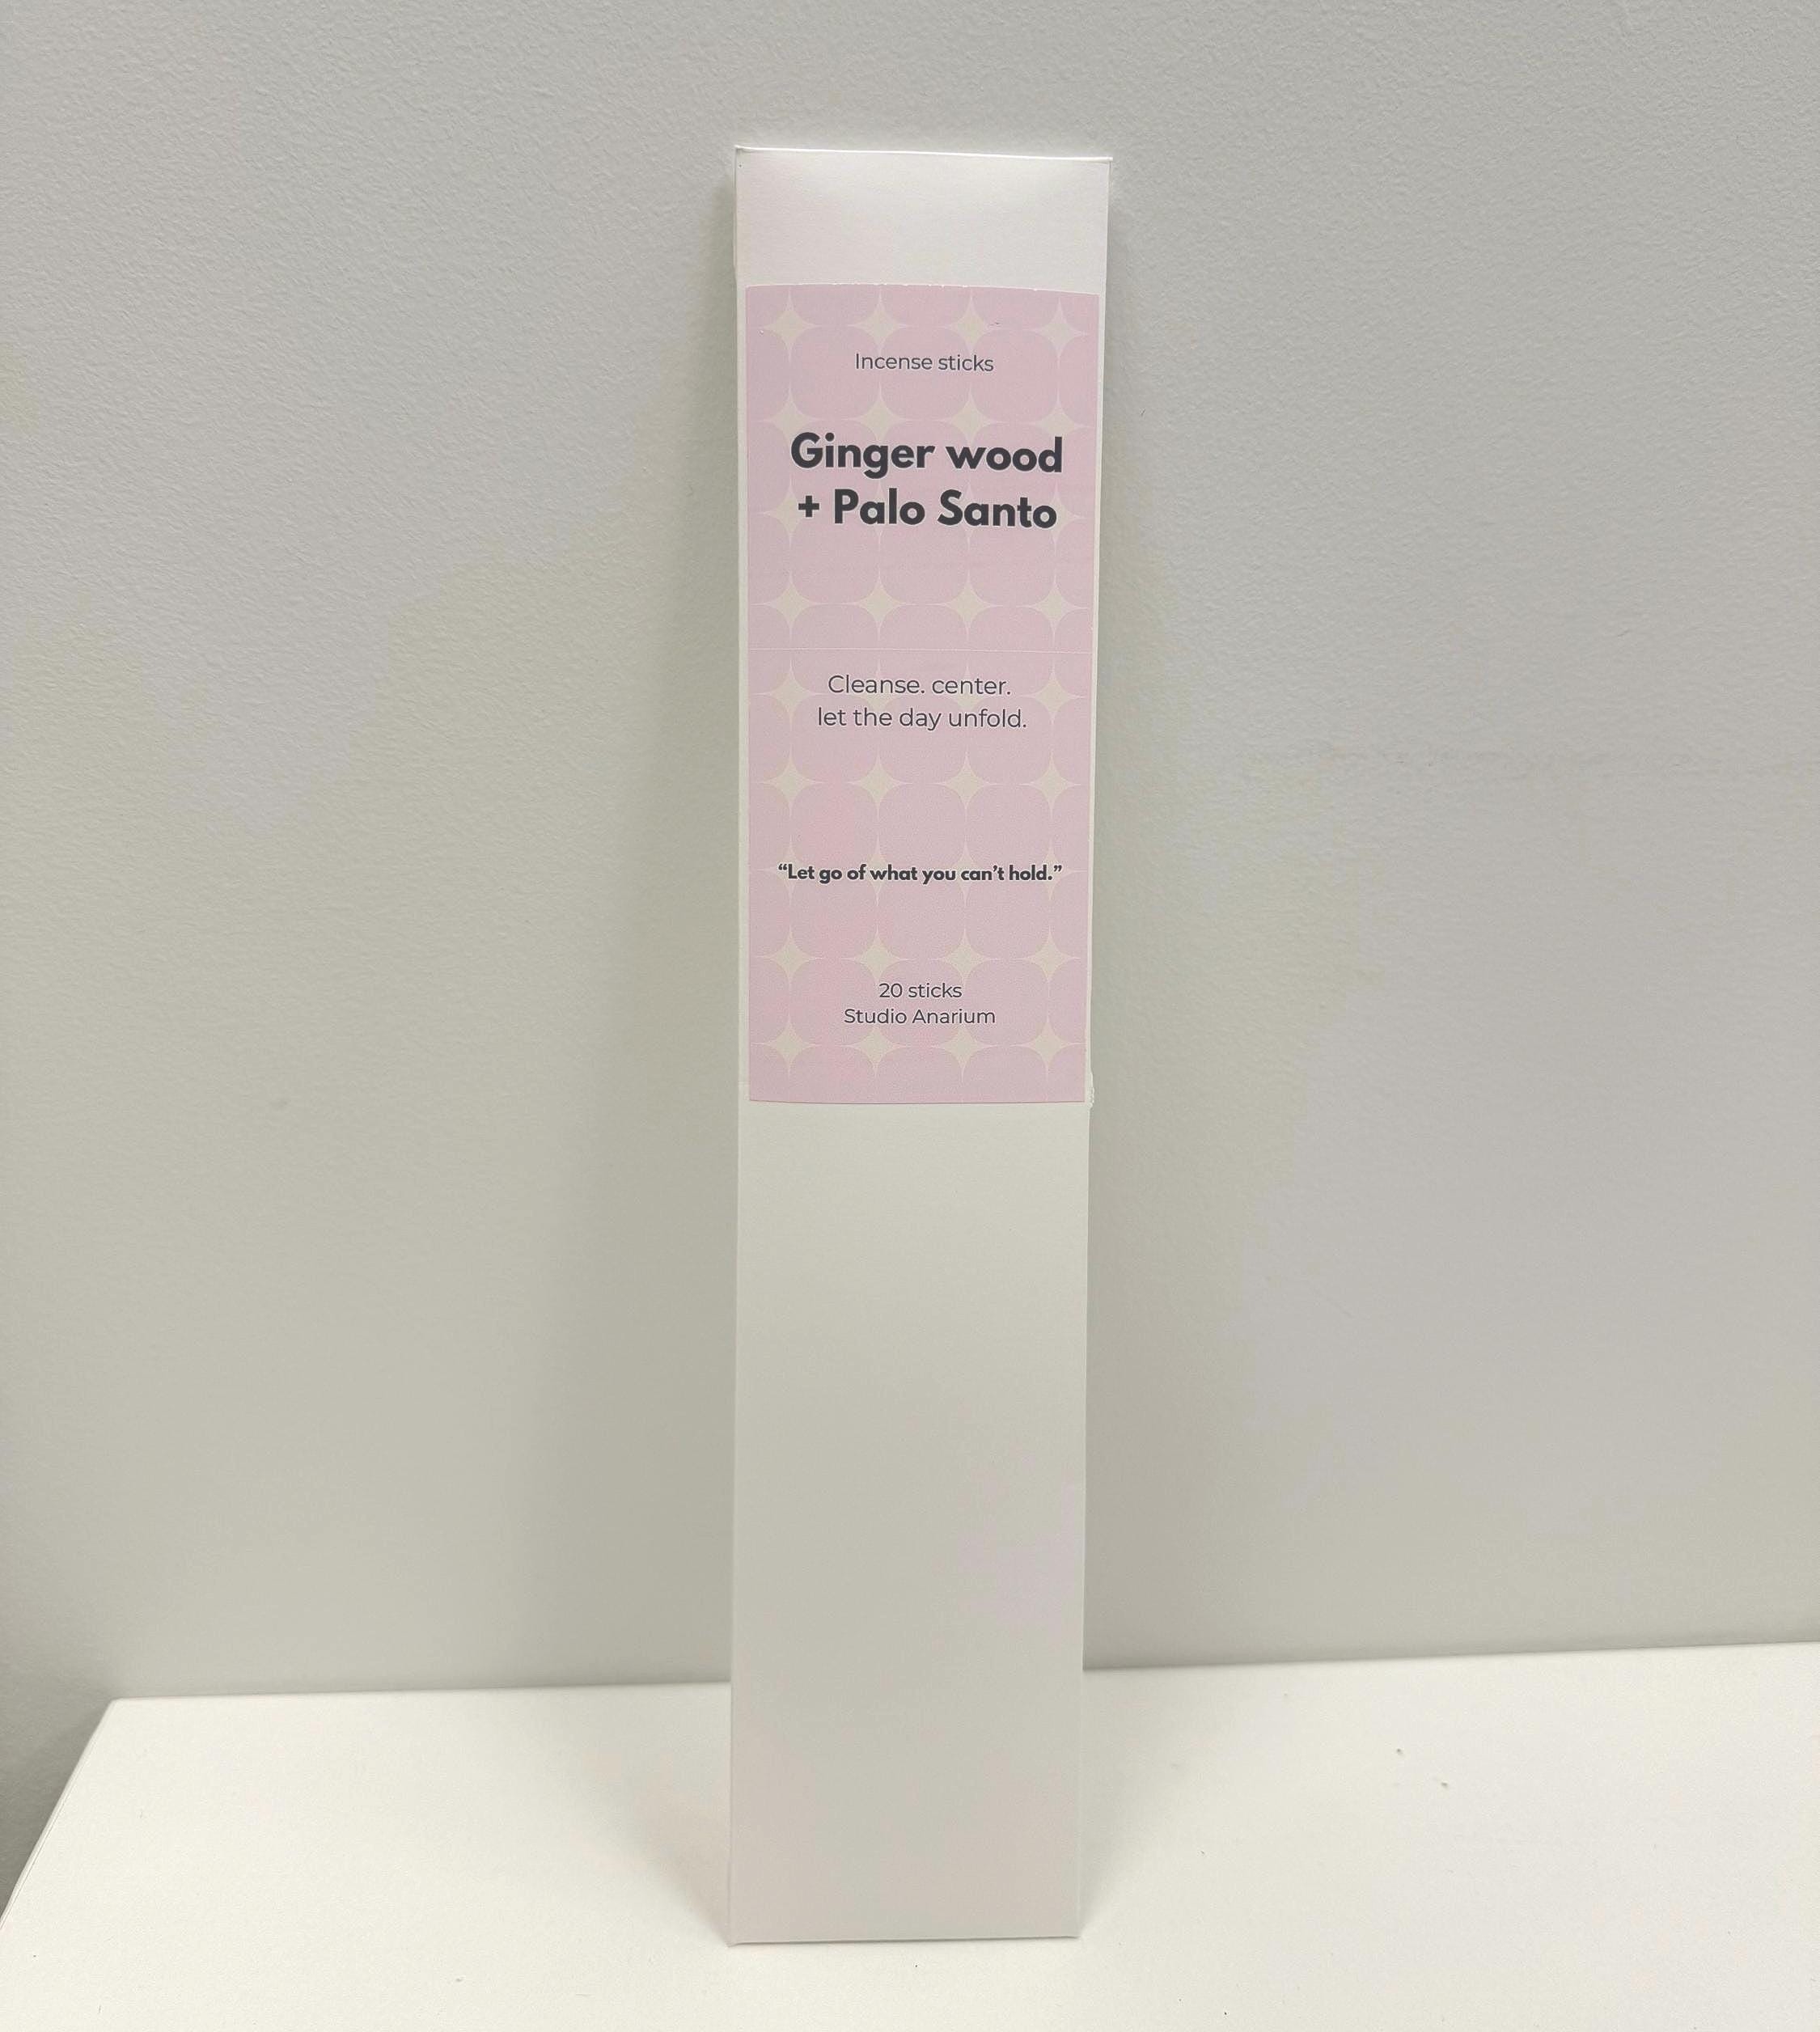 Incense sticks
Ginger wood
+ Palo Santo
Cleanse. center.
let the day unfold.
“Let go of what you can’t hold.”
20 sticks
Studio Anarium